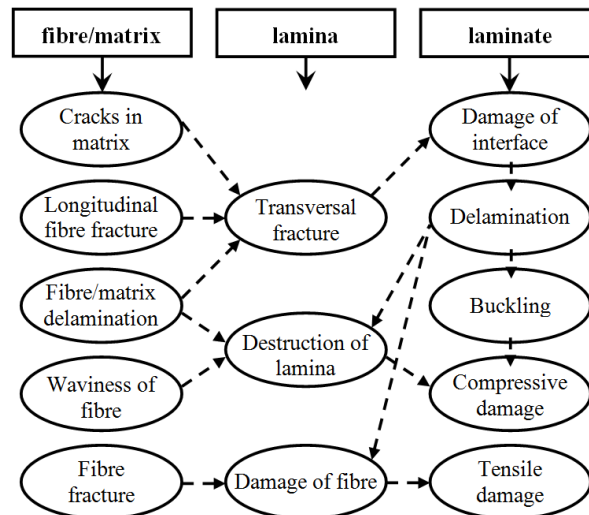 fibre/matrix
lamina
laminate
Cracks in
matrix
Damage of
interface
Longitudinal
fibre fracture
Transversal
fracture
Delamination
Fibre/matrix
delamination
Buckling
Destruction of
lamina
Waviness of
fibre
Compressive
damage
Fibre
fracture
Damage of fibre
Tensile
damage